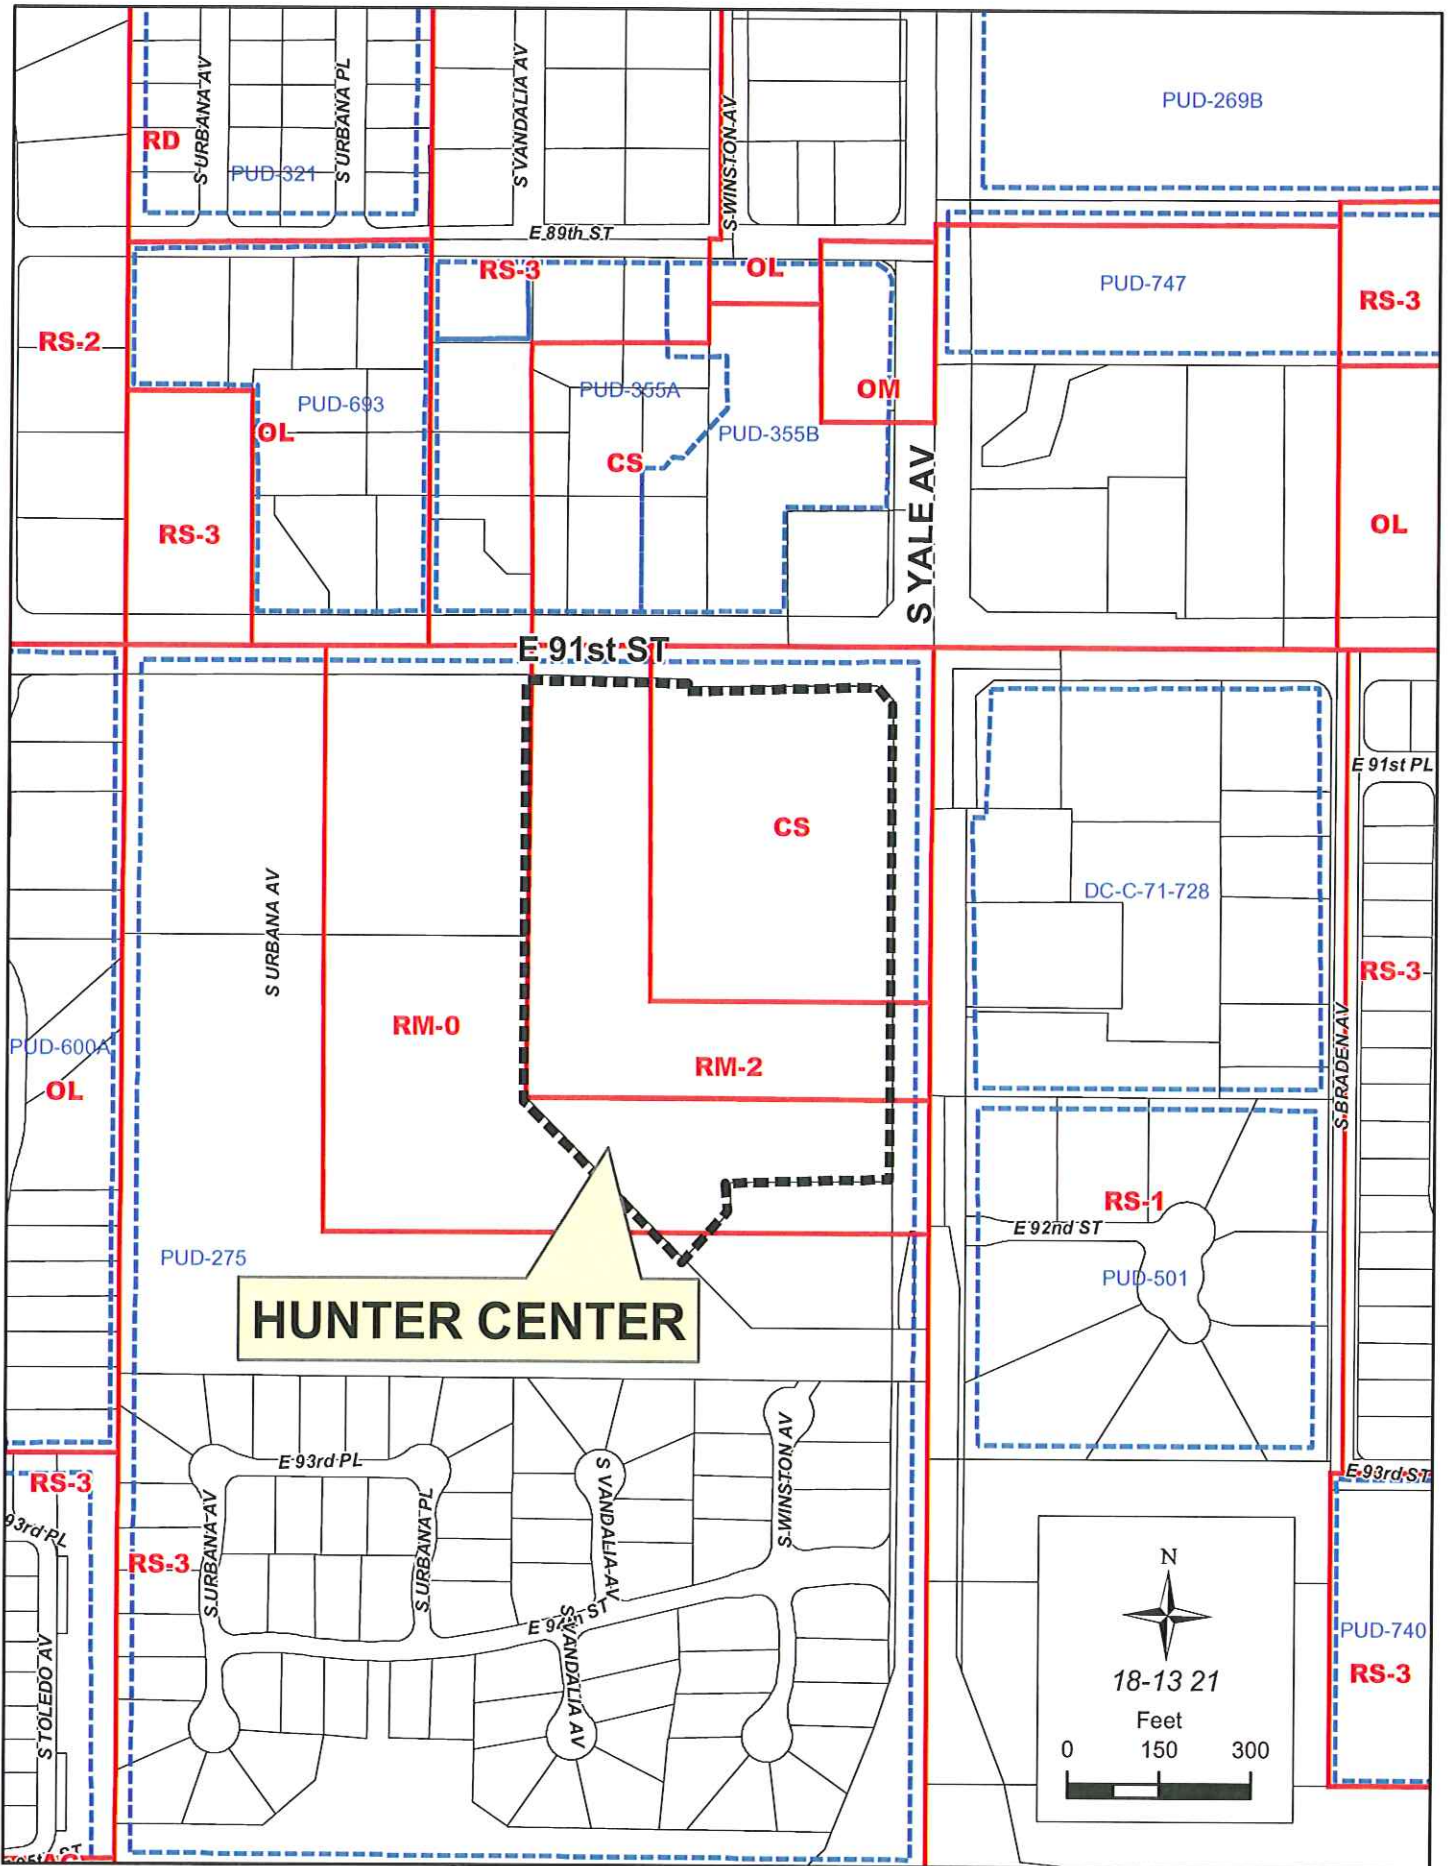 S URBANA AV
S URBANA PL
S VANDALIA AV
S WINSTON AV
PUD-269B
RD
PUD-321
E 89th ST
RS-3
OL
PUD-747
RS-3
RS-2
PUD-693
OL
PUD-355A
OM
PUD-355B
CS
S YALE AV
RS-3
OL
E 91st ST
E 91st PL
CS
S URBANA AV
DC-C-71-728
RS-3
RM-0
PUD-600A
OL
RM-2
S BRADEN AV
RS-1
E 92nd ST
PUD-275
PUD-501
HUNTER CENTER
E 93rd PL
S WINSTON AV
RS-3
E 93rd ST
93rd PL
S URBANA AV
S URBANA PL
S VANDALIA AV
RS-3
E 94th ST
S VANDALIA AV
S TOLEDO AV
N
18-13 21
Feet
0 150 300
PUD-740
RS-3